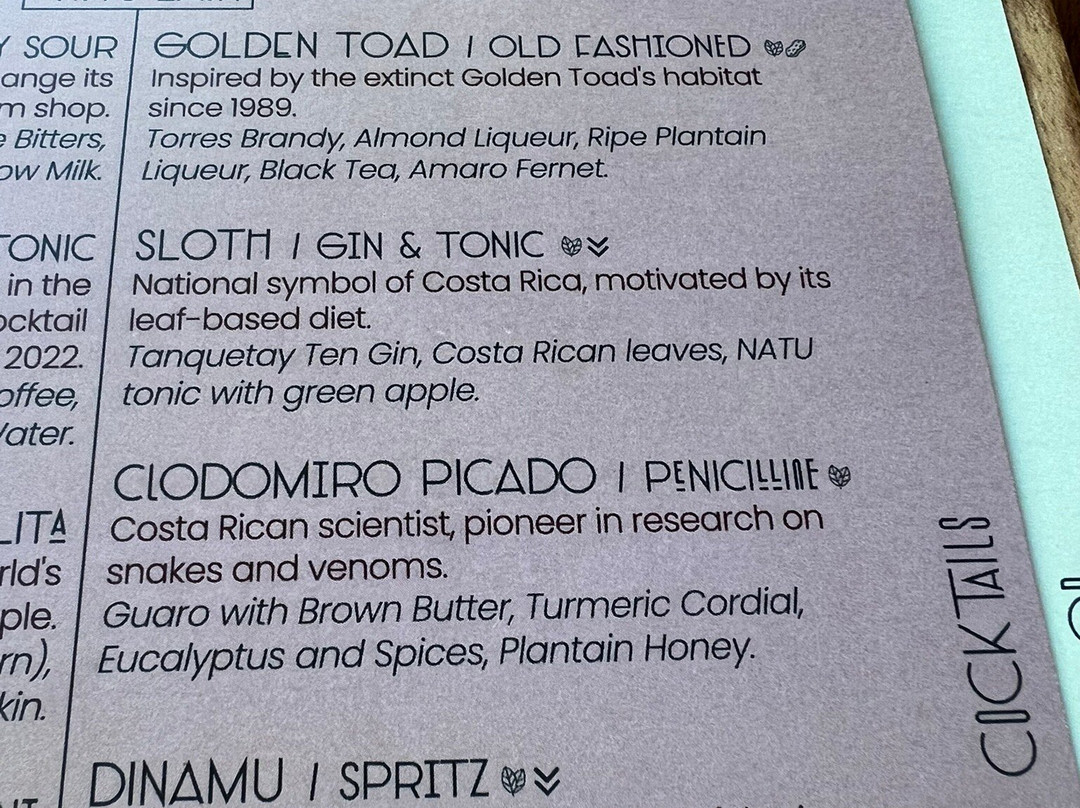 Y SOUR
ange its
m shop.
e Bitters,
ow Milk.
TONIC
in the
ocktail
2022.
offee,
Water.
LITA
rld's
ple.
rn),
kin.
GOLDEN TOAD / OLD FASHIONED
Inspired by the extinct Golden Toad's habitat
since 1989.
Torres Brandy, Almond Liqueur, Ripe Plantain
Liqueur, Black Tea, Amaro Fernet.
SLOTH / GIN & TONIC
National symbol of Costa Rica, motivated by its
leaf-based diet.
Tanquetay Ten Gin, Costa Rican leaves, NATU
tonic with green apple.
ClODOMIRO PICADO / PENICILLINE
Costa Rican scientist, pioneer in research on
snakes and venoms.
Guaro with Brown Butter, Turmeric Cordial,
Eucalyptus and Spices, Plantain Honey.
DINAMU / SPRITZ
COCKTAILS